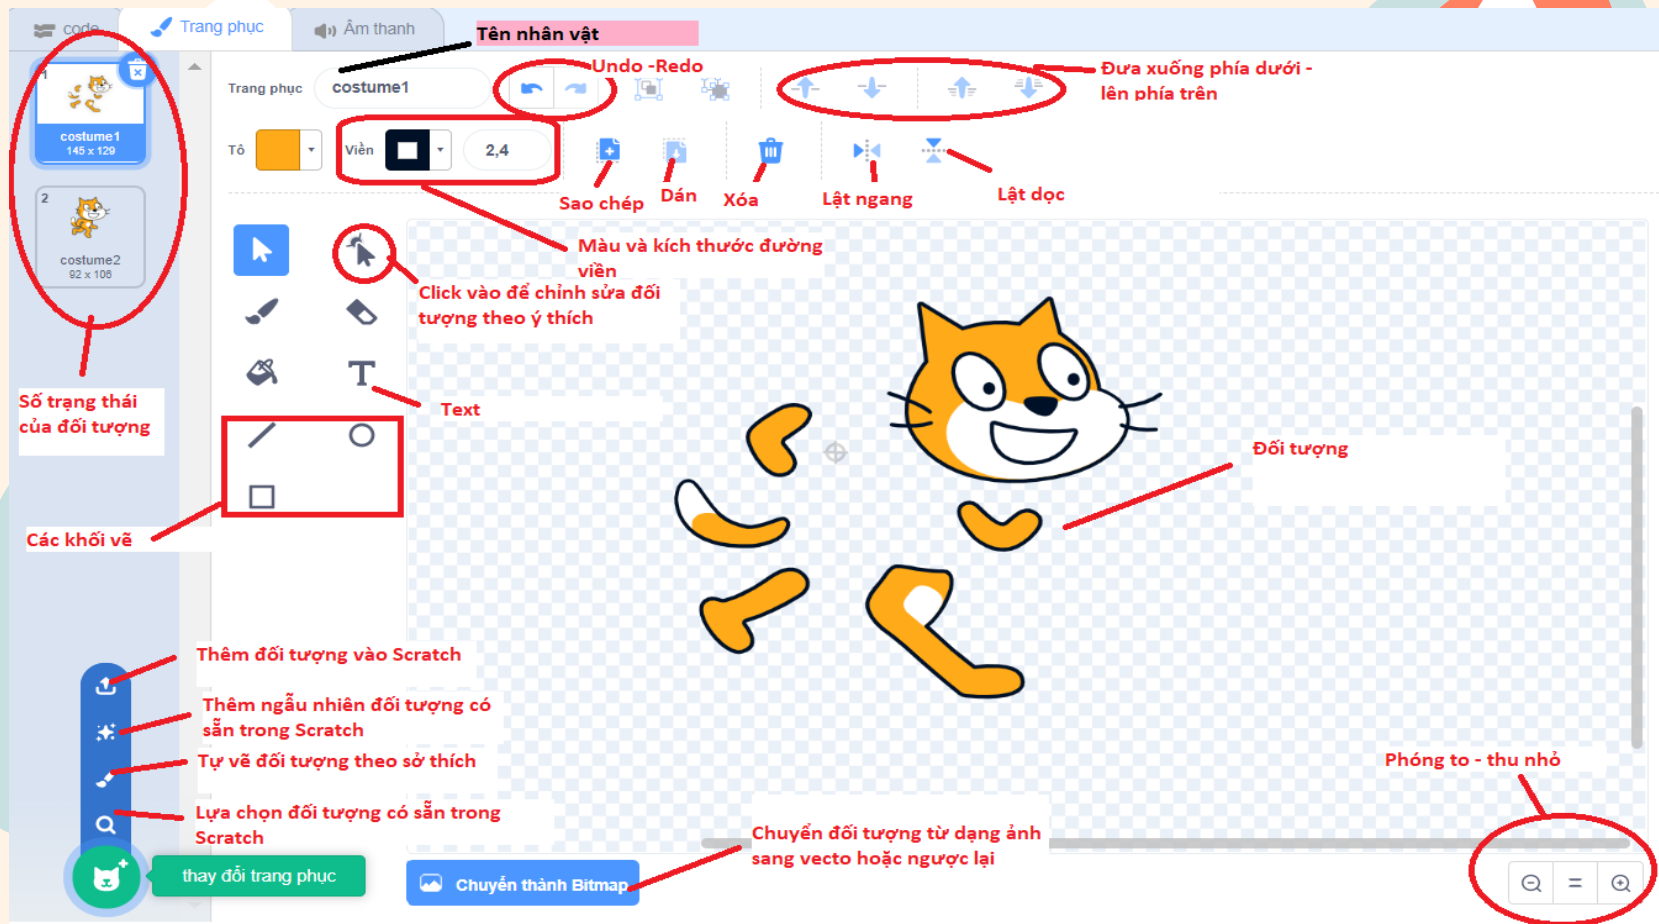 code
Trang phục
Âm thanh
Tên nhân vật
1
costume1
145 x 129
2
costume2
92 x 106
Số trạng thái
của đối tượng
Trang phục
costume1
Undo -Redo
Đưa xuống phía dưới -
lên phía trên
Tô
Viền
2,4
Sao chép
Dán
Xóa
Lật ngang
Lật dọc
Màu và kích thước đường
viền
Click vào để chỉnh sửa đối
tượng theo ý thích
T
Text
Các khối vẽ
Đối tượng
Thêm đối tượng vào Scratch
Thêm ngẫu nhiên đối tượng có
sẵn trong Scratch
Tự vẽ đối tượng theo sở thích
Lựa chọn đối tượng có sẵn trong
Scratch
thay đổi trang phục
Chuyển thành Bitmap
Chuyển đối tượng từ dạng ảnh
sang vecto hoặc ngược lại
Phóng to - thu nhỏ